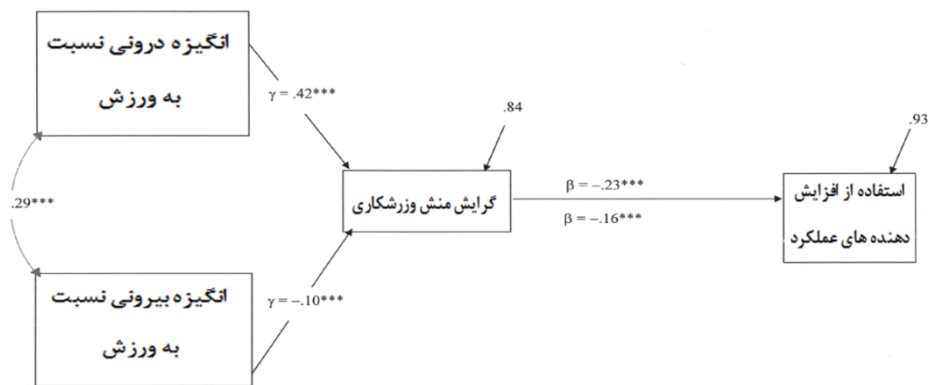 انگیزه درونی نسبت
به ورزش
γ = .42***
.84
.93
.29***
گرایش منش وزرشکاری
β = –.23***
β = –.16***
استفاده از افزایش
دهنده های عملکرد
γ = –.10***
انگیزه بیرونی نسبت
به ورزش